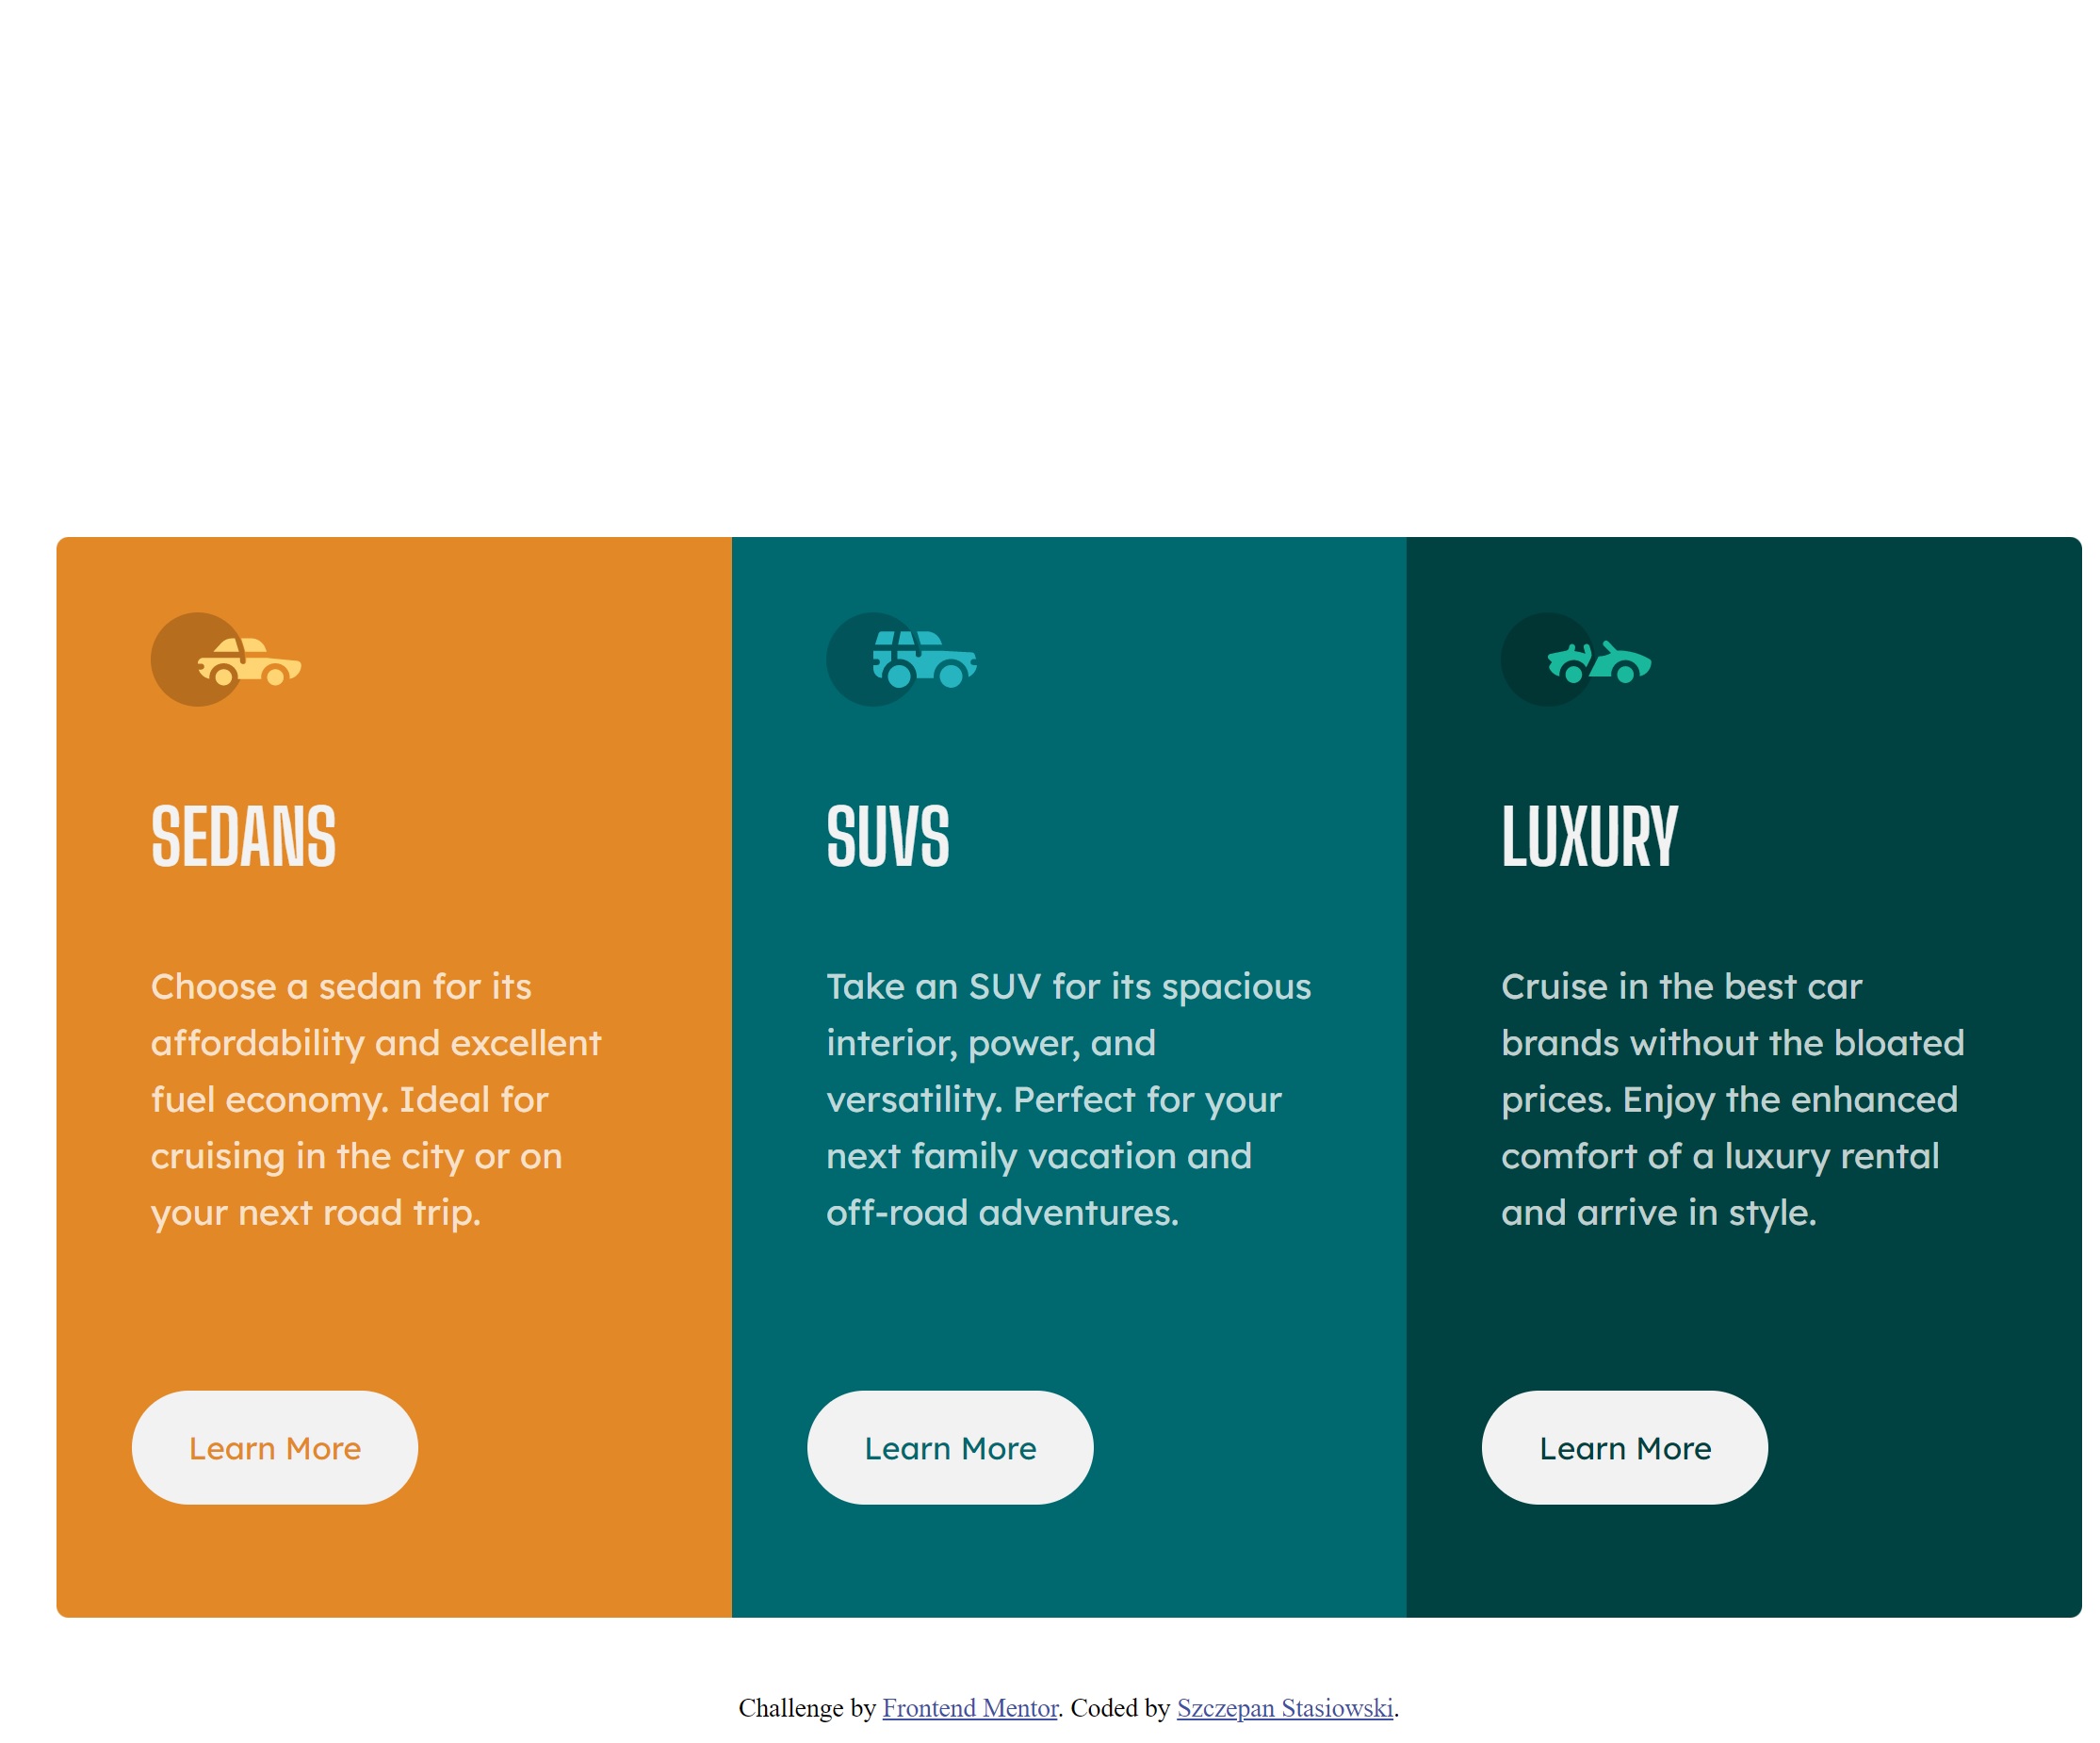 SEDANS
Choose a sedan for its
affordability and excellent
fuel economy. Ideal for
cruising in the city or on
your next road trip.
Learn More
SUVS
Take an SUV for its spacious
interior, power, and
versatility. Perfect for your
next family vacation and
off-road adventures.
Learn More
LUXURY
Cruise in the best car
brands without the bloated
prices. Enjoy the enhanced
comfort of a luxury rental
and arrive in style.
Learn More
Challenge by Frontend Mentor. Coded by Szczepan Stasiowski.